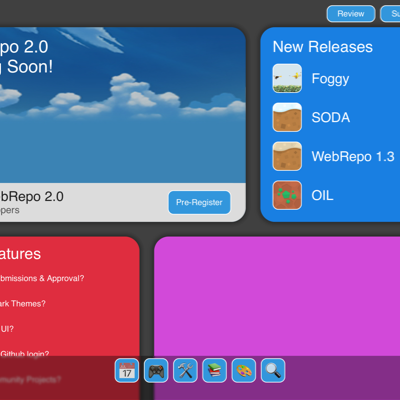 Review
Su
po 2.0
g Soon!
New Releases
Foggy
SODA
WebRepo 1.3
OIL
bRepo 2.0
pers
Pre-Register
atures
bmissions & Approval?
ark Themes?
UI?
Github login?
munity Projects?
17